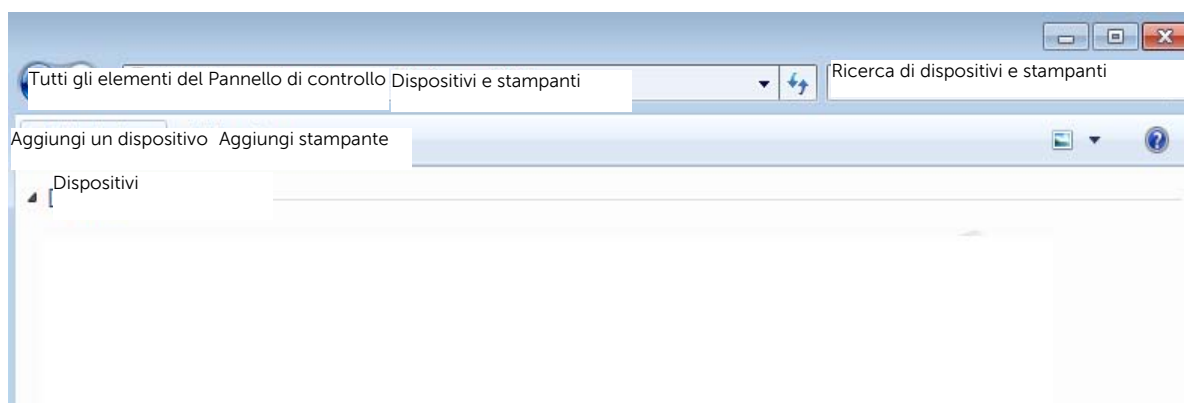 Tutti gli elementi del Pannello di controllo Dispositivi e stampanti Ricerca di dispositivi e stampanti
Aggiungi un dispositivo Aggiungi stampante
Dispositivi